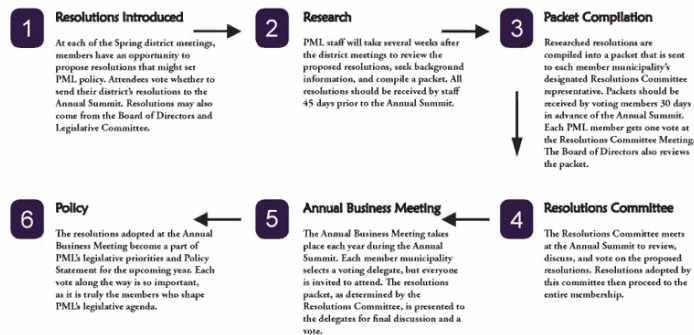 1
Resolutions Introduced
At each of the Spring district meetings,
members have an opportunity to
propose resolutions that might set
PML policy. Attendees vote whether to
send their district's resolutions to the
Annual Summit. Resolutions may also
come from the Board of Directors and
Legislative Committee.
2
Research
PML staff will take several weeks after
the district meetings to review the
proposed resolutions, seek background
information, and compile a packet. All
resolutions should be received by staff
45 days prior to the Annual Summit.
3
Packet Compilation
Researched resolutions are
compiled into a packet that is sent
to each member municipality's
designated Resolutions Committee
representative. Packets should be
received by voting members 30 days
in advance of the Annual Summit.
Each PML member gets one vote at
the Resolutions Committee Meeting.
The Board of Directors also reviews
the packet.
6
Policy
The resolutions adopted at the Annual
Business Meeting become a part of
PML's legislative priorities and Policy
Statement for the upcoming year. Each
vote along the way is so important,
as it is truly the members who shape
PML's legislative agenda.
5
Annual Business Meeting
The Annual Business Meeting takes
place each year during the Annual
Summit. Each member municipality
selects a voting delegate, but everyone
is invited to attend. The resolutions
packet, as determined by the
Resolutions Committee, is presented to
the delegates for final discussion and a
vote.
4
Resolutions Committee
The Resolutions Committee meets
at the Annual Summit to review,
discuss, and vote on the proposed
resolutions. Resolutions adopted by
this committee then proceed to the
entire membership.